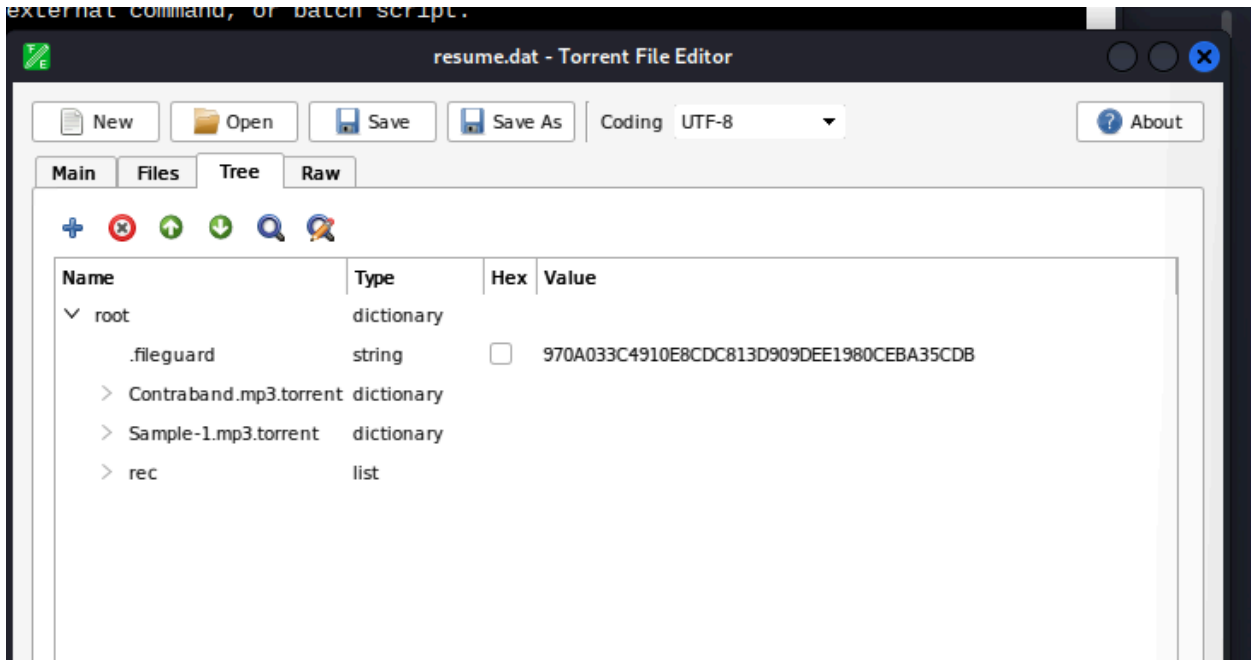 external command, or batch script.
resume.dat - Torrent File Editor
New Open Save Save As Coding UTF-8 About
Main Files Tree Raw
Name Type Hex Value
root dictionary
.fileguard string 970A033C4910E8CDC813D909DEE1980CEBA35CDB
Contraband.mp3.torrent dictionary
Sample-1.mp3.torrent dictionary
rec list